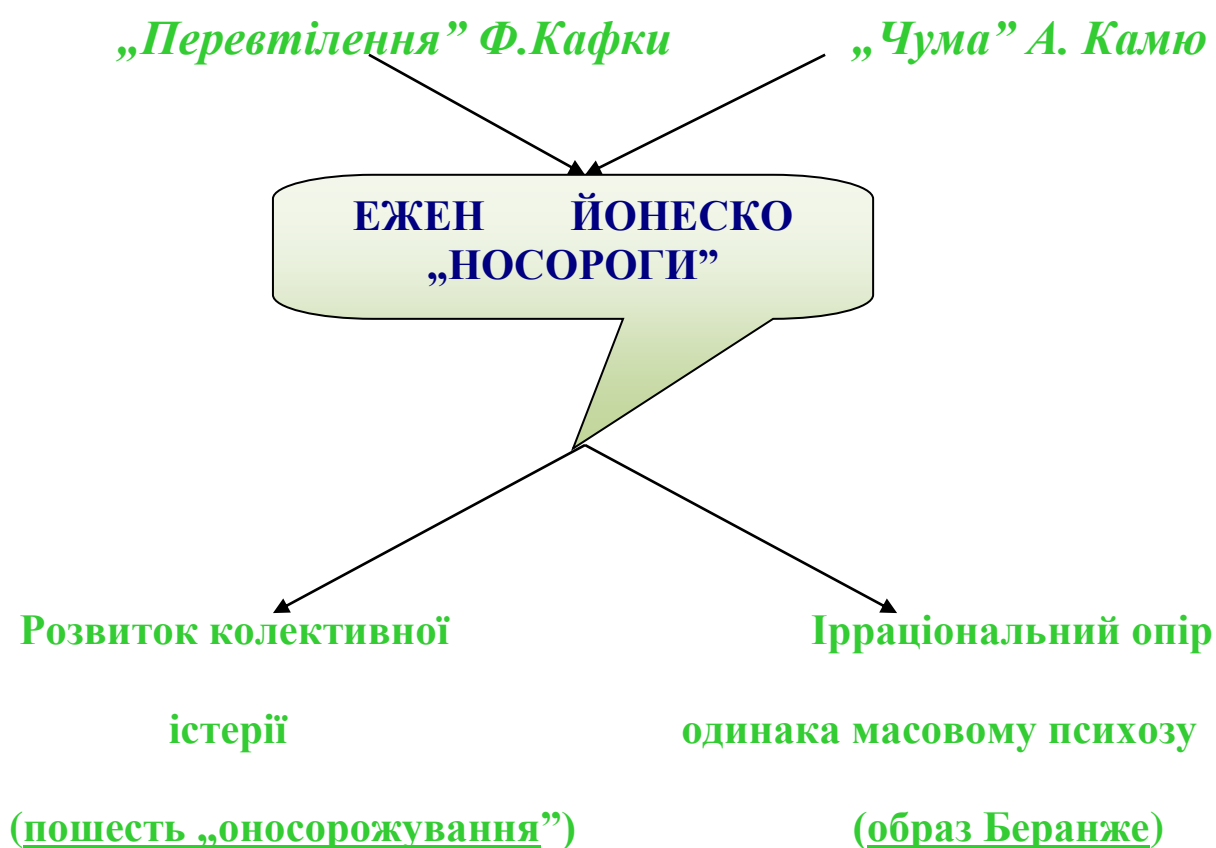 „Перевтілення” Ф.Кафки „Чума” А. Камю
ЕЖЕН ЙОНЕСКО
„НОСОРОГИ”
Розвиток колективної
істерії
(пошесть „оносорожування”)
Ірраціональний опір
одинака масовому психозу
(образ Беранже)